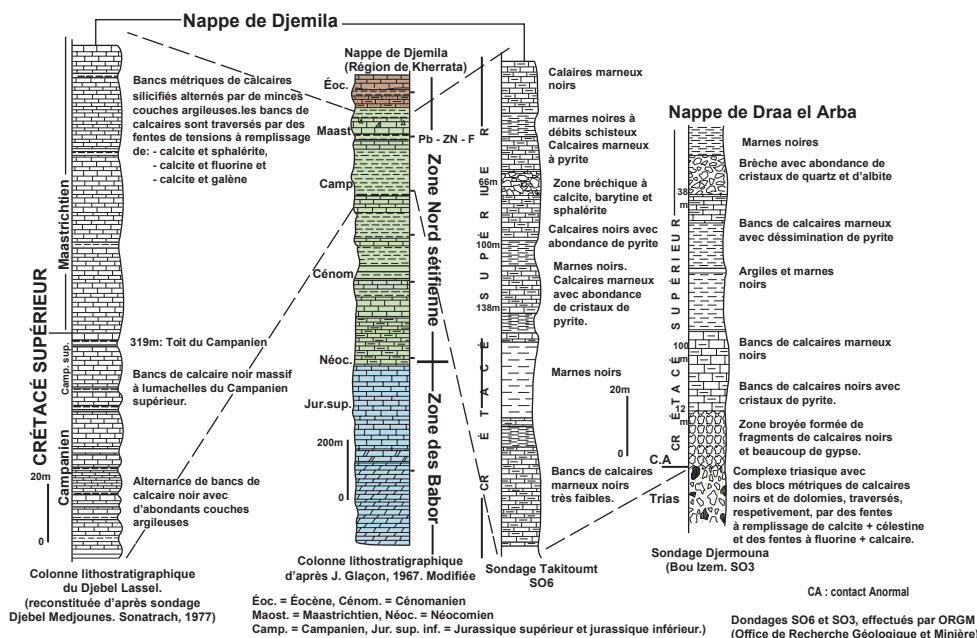 Nappe de Djemila
Bancs métriques de calcaires
silicifiés alternés par de minces
couches argileuses.les bancs de
calcaires sont traversés par des
fentes de tensions à remplissage
de: - calcite et sphalérite,
- calcite et fluorine et
- calcite et galène
CRÉTACÉ SUPÉRIEUR
Maastrichtien
Camp. sup.
Campanien
319m: Toit du Campanien
Bancs de calcaire noir massif
à lumachelles du Campanien
supérieur.
Alternance de bancs de
calcaire noir avec
d'abondants couches
argileuses
20m
0
Colonne lithostratigraphique
du Djebel Lassel.
(reconstituée d'après sondage
Djebel Medjounes. Sonatrach, 1977)
Nappe de Djemila
(Région de Kherrata)
Éoc.
Maast
Camp
Cénom
Néoc.
Jur.sup.
200m
0
Pb - ZN - F
Zone Nord sétifienne
Zone des Babor
Colonne lithostratigraphique
d'après J. Glaçon, 1967. Modifiée
Éoc. = Éocène, Cénom. = Cénomanien
Maost. = Maastrichtien, Néoc. = Néocomien
Camp. = Campanien, Jur. sup. inf. = Jurassique supérieur et jurassique inférieur.)
CR É TACÉ SUPÉRIEUR
66m
100m
138m
Calaires marneux
noirs
marnes noires à
débits schisteux
Calcaires marneux
à pyrite
Zone bréchique à
calcite, barytine et
sphalérite
Calcaires noirs avec
abondance de pyrite
Marnes noirs.
Calcaires marneux
avec abondance
de cristaux de
pyrite.
Marnes noirs
Bancs de calcaires
marneux noirs
très faibles.
20m
0
Sondage Takitoumt
SO6
Nappe de Draa el Arba
CR ÉTACÉ SUPÉRIEUR
38
m
100
m
12
m
C.A
Trias
Marnes noires
Brèche avec abondance de
cristaux de quartz et d'albite
Bancs de calcaires marneux
avec déssimination de pyrite
Argiles et marnes
noirs
Bancs de calcaires marneux
noirs
Bancs de calcaires noirs avec
cristaux de pyrite.
Zone broyée formée de
fragments de calcaires noirs
et beaucoup de gypse.
Complexe triasique avec
des blocs métriques de calcaires
noirs et de dolomies, traversés,
respetivement, par des fentes
à remplissage de calcite + célestine
et des fentes à fluorine + calcaire.
Sondage Djermouna
(Bou Izem. SO3
CA : contact Anormal
Dondages SO6 et SO3, effectués par ORGM
(Office de Recherche Géologique et Minière)